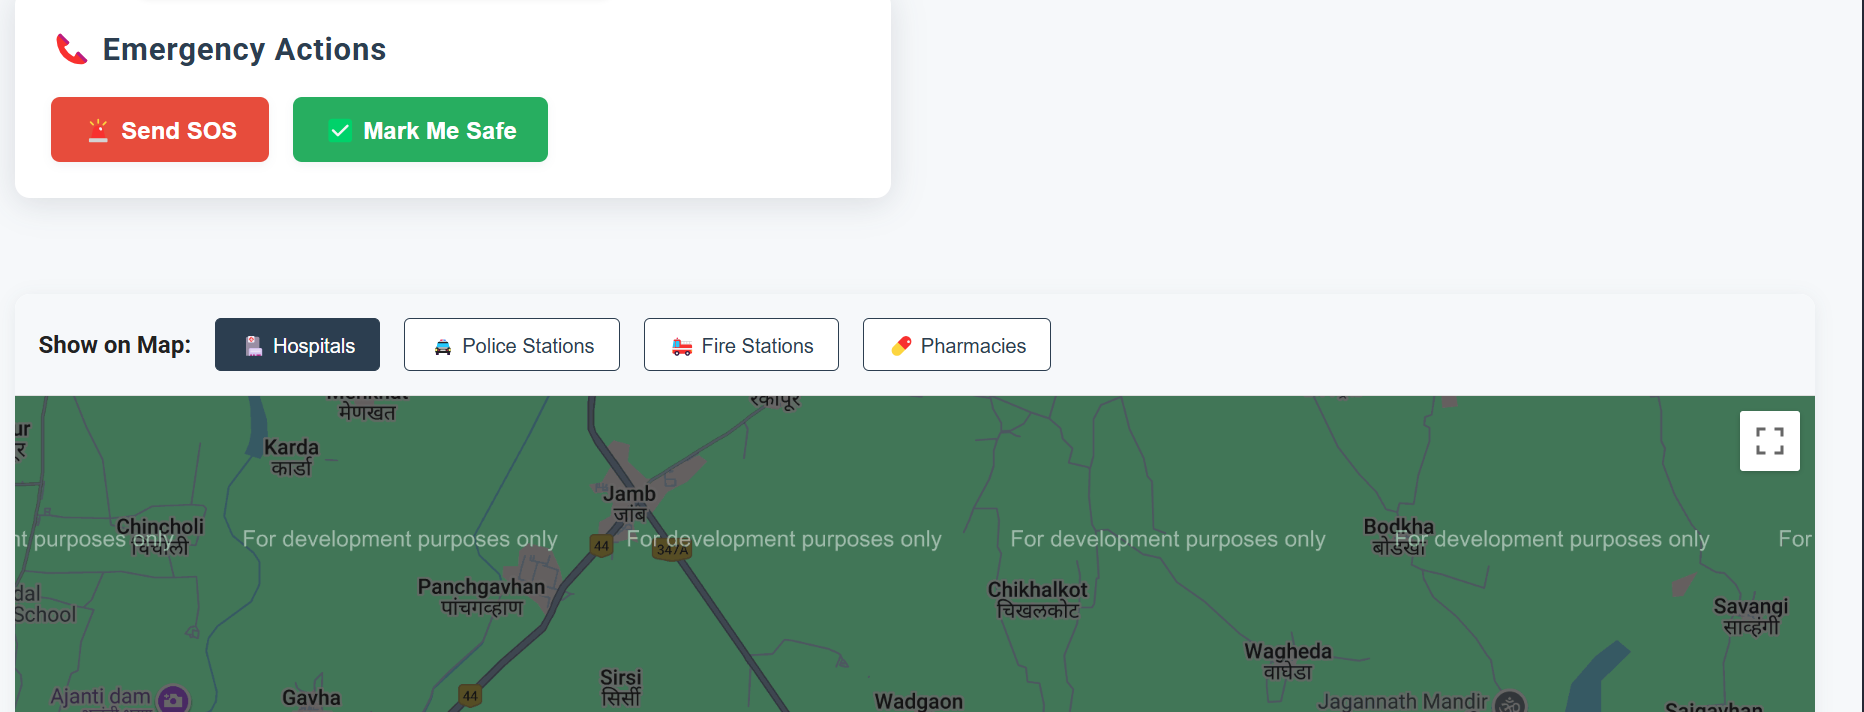 Emergency Actions
Send SOS
Mark Me Safe
Show on Map:
Hospitals
Police Stations
Fire Stations
Pharmacies
मेणखत
Karda
कार्डा
Jamb
जांब
Chincholi
चिंचोली
Bodkha
बोडखा
nt purposes only
For development purposes only
For development purposes only
For development purposes only
For development purposes only
For
44
347A
Panchgavhan
पांचगव्हाण
Chikhalkot
चिखलकोट
dal
School
Savangi
साव्हंगी
Wagheda
वाघेडा
Sirsi
सिर्सी
44
Ajanti dam
Gavha
Wadgaon
Jagannath Mandir